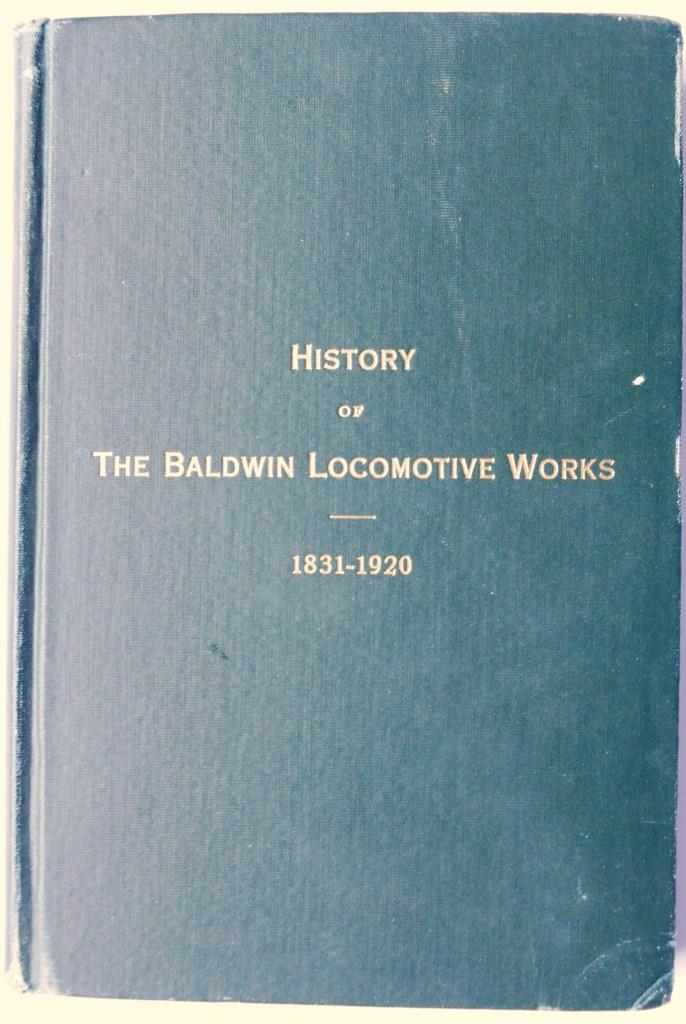 HISTORY
OF
THE BALDWIN LOCOMOTIVE WORKS
1831-1920